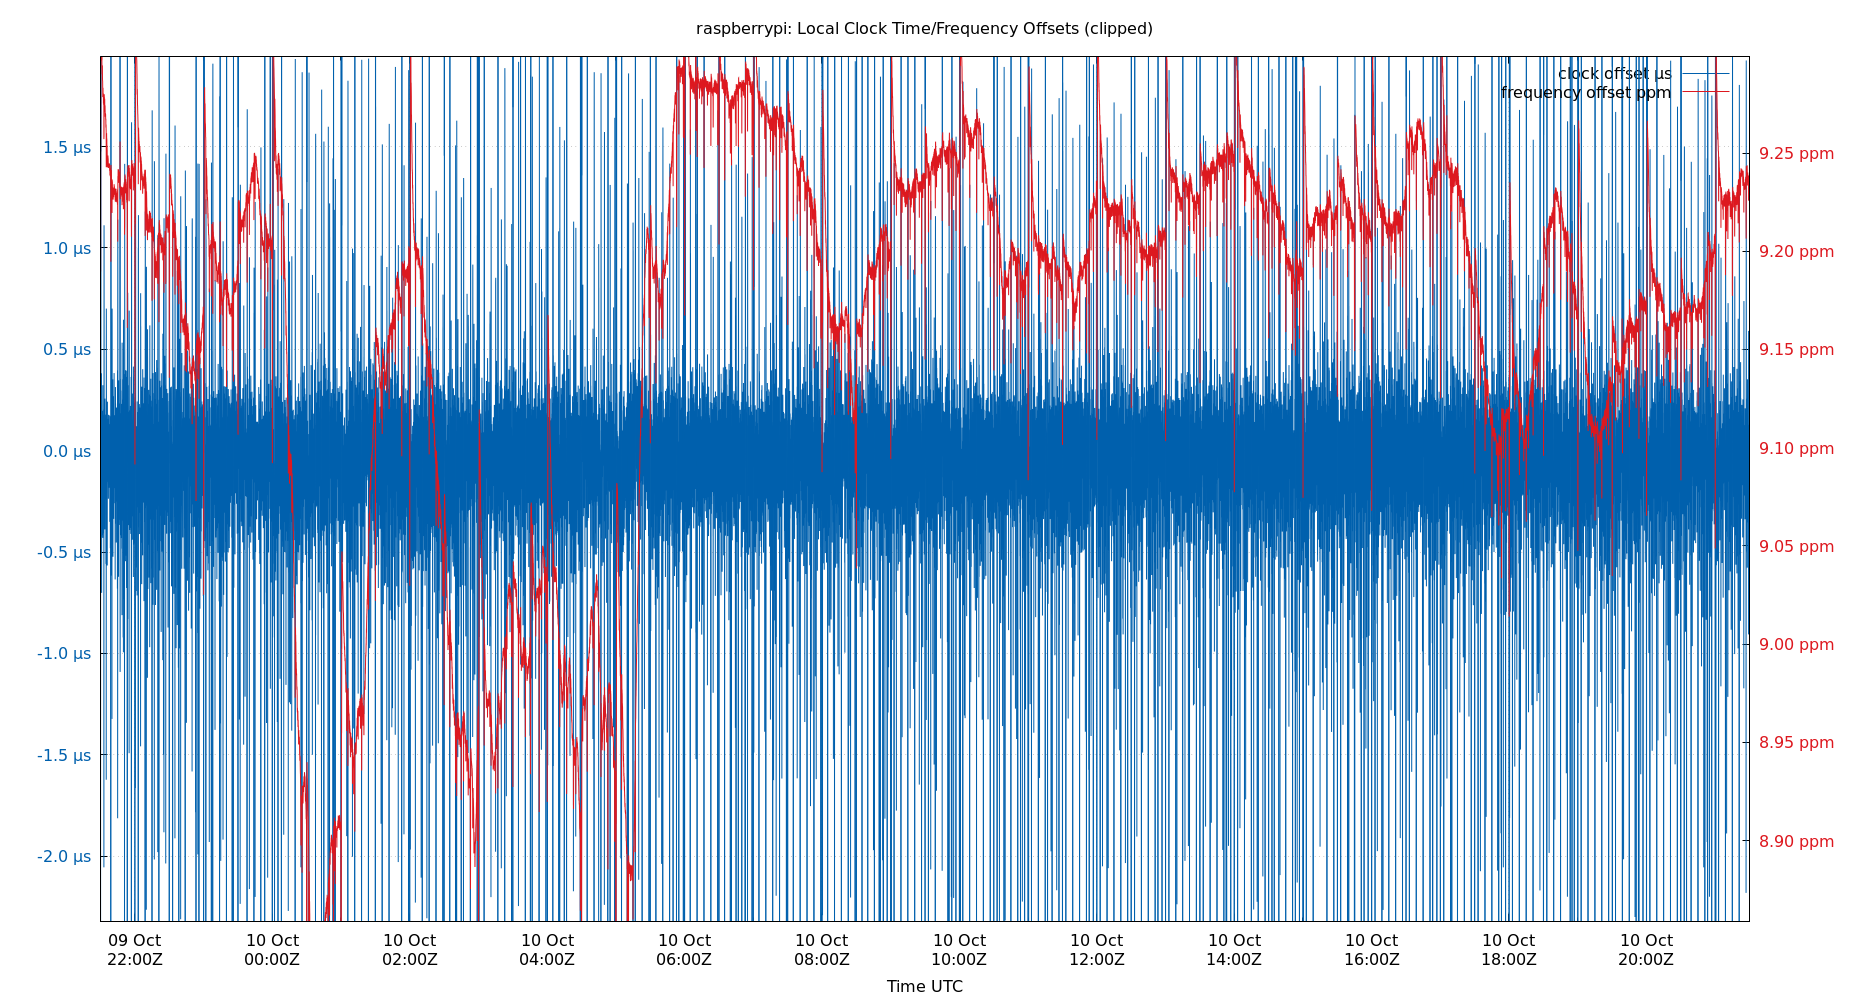 raspberrypi: Local Clock Time/Frequency Offsets (clipped)
clock offset µs
frequency offset ppm
1.5 µs
1.0 µs
0.5 µs
0.0 µs
-0.5 µs
-1.0 µs
-1.5 µs
-2.0 µs
9.25 ppm
9.20 ppm
9.15 ppm
9.10 ppm
9.05 ppm
9.00 ppm
8.95 ppm
8.90 ppm
09 Oct 10 Oct 10 Oct 10 Oct 10 Oct 10 Oct 10 Oct 10 Oct 10 Oct 10 Oct 10 Oct 10 Oct
22:00Z 00:00Z 02:00Z 04:00Z 06:00Z 08:00Z 10:00Z 12:00Z 14:00Z 16:00Z 18:00Z 20:00Z
Time UTC